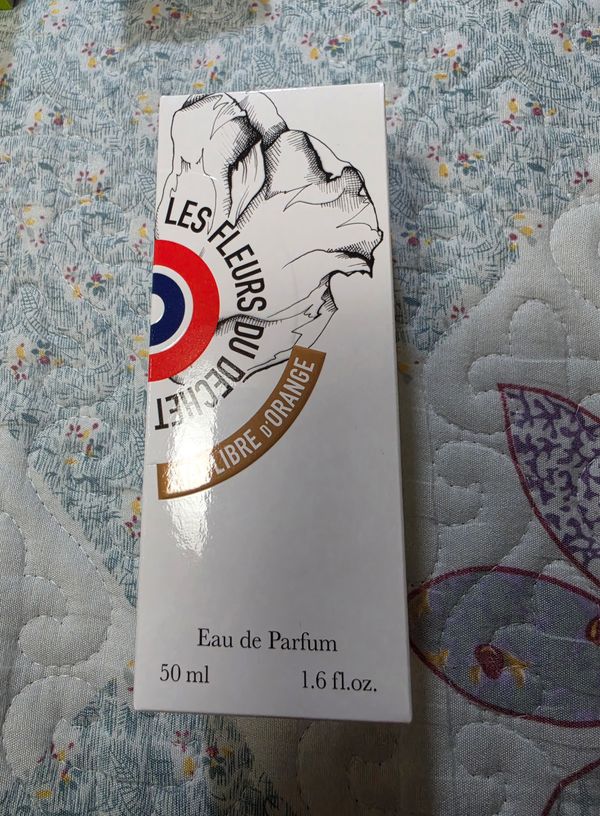 LES FLEURS DU DECHET
LIBRE D'ORANGE
Eau de Parfum
50 ml 1.6 fl.oz.